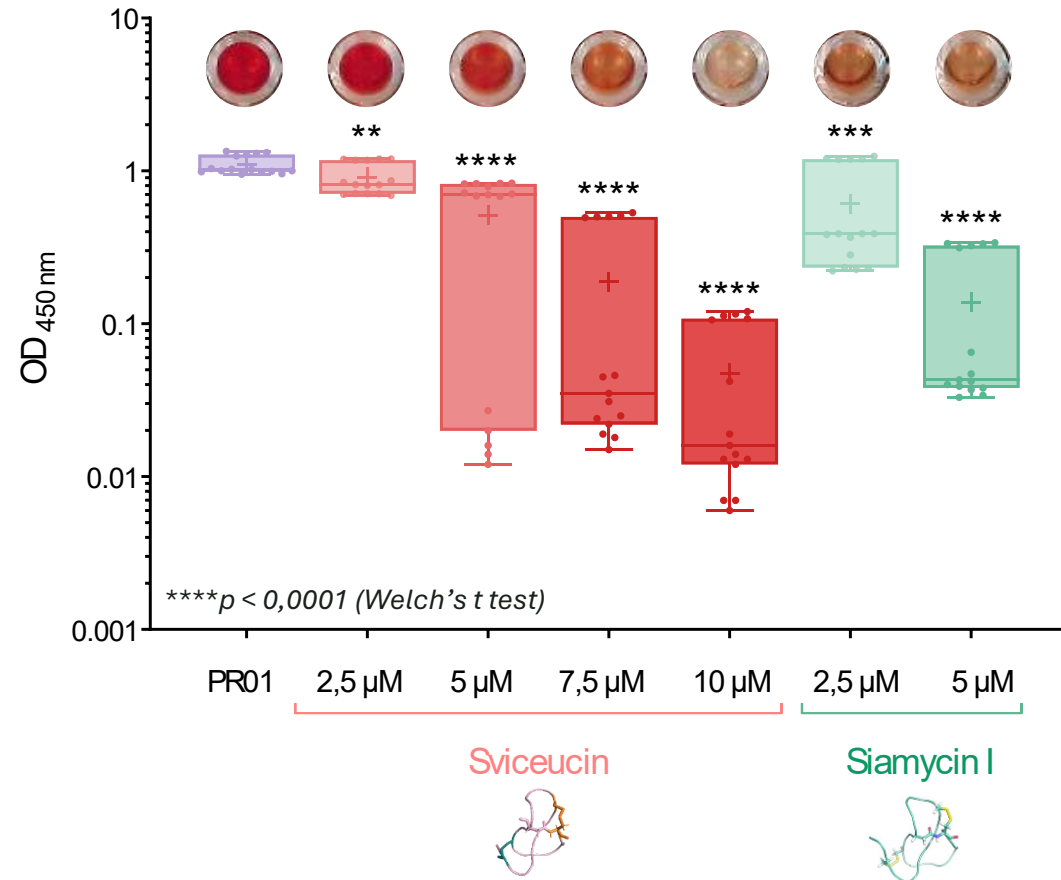 10
1
0.1
0.01
0.001
OD 450 nm
**
****
****
****
***
****
****p < 0,0001 (Welch's t test)
PR01 2,5 µM 5 µM 7,5 µM 10 µM 2,5 µM 5 µM
Sviceucin Siamycin I